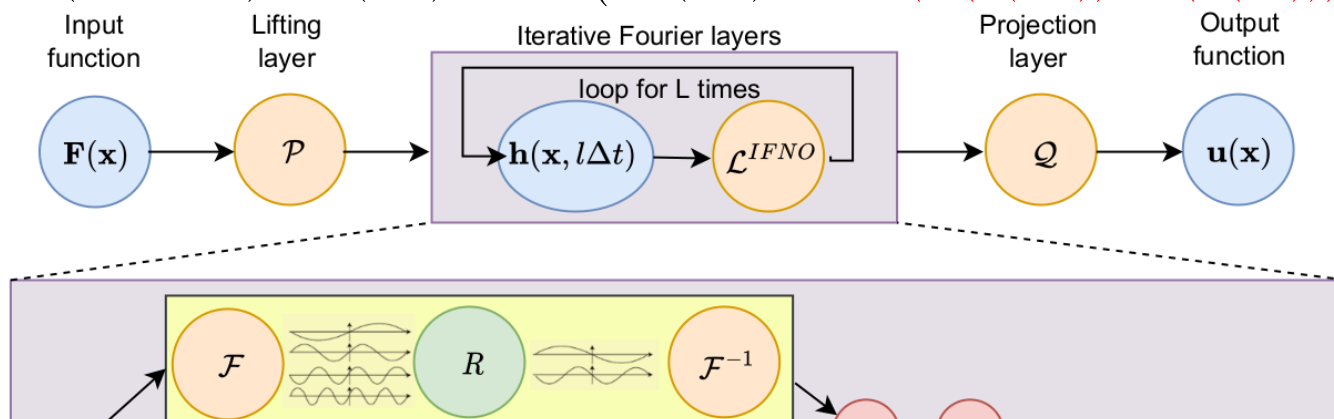 Input
function
Lifting
layer
Iterative Fourier layers
Projection
layer
Output
function
loop for L times
F(x)
𝒫
h(x, lΔt)
ℒ^{IFNO}
𝒬
u(x)
ℱ
R
ℱ^{-1}